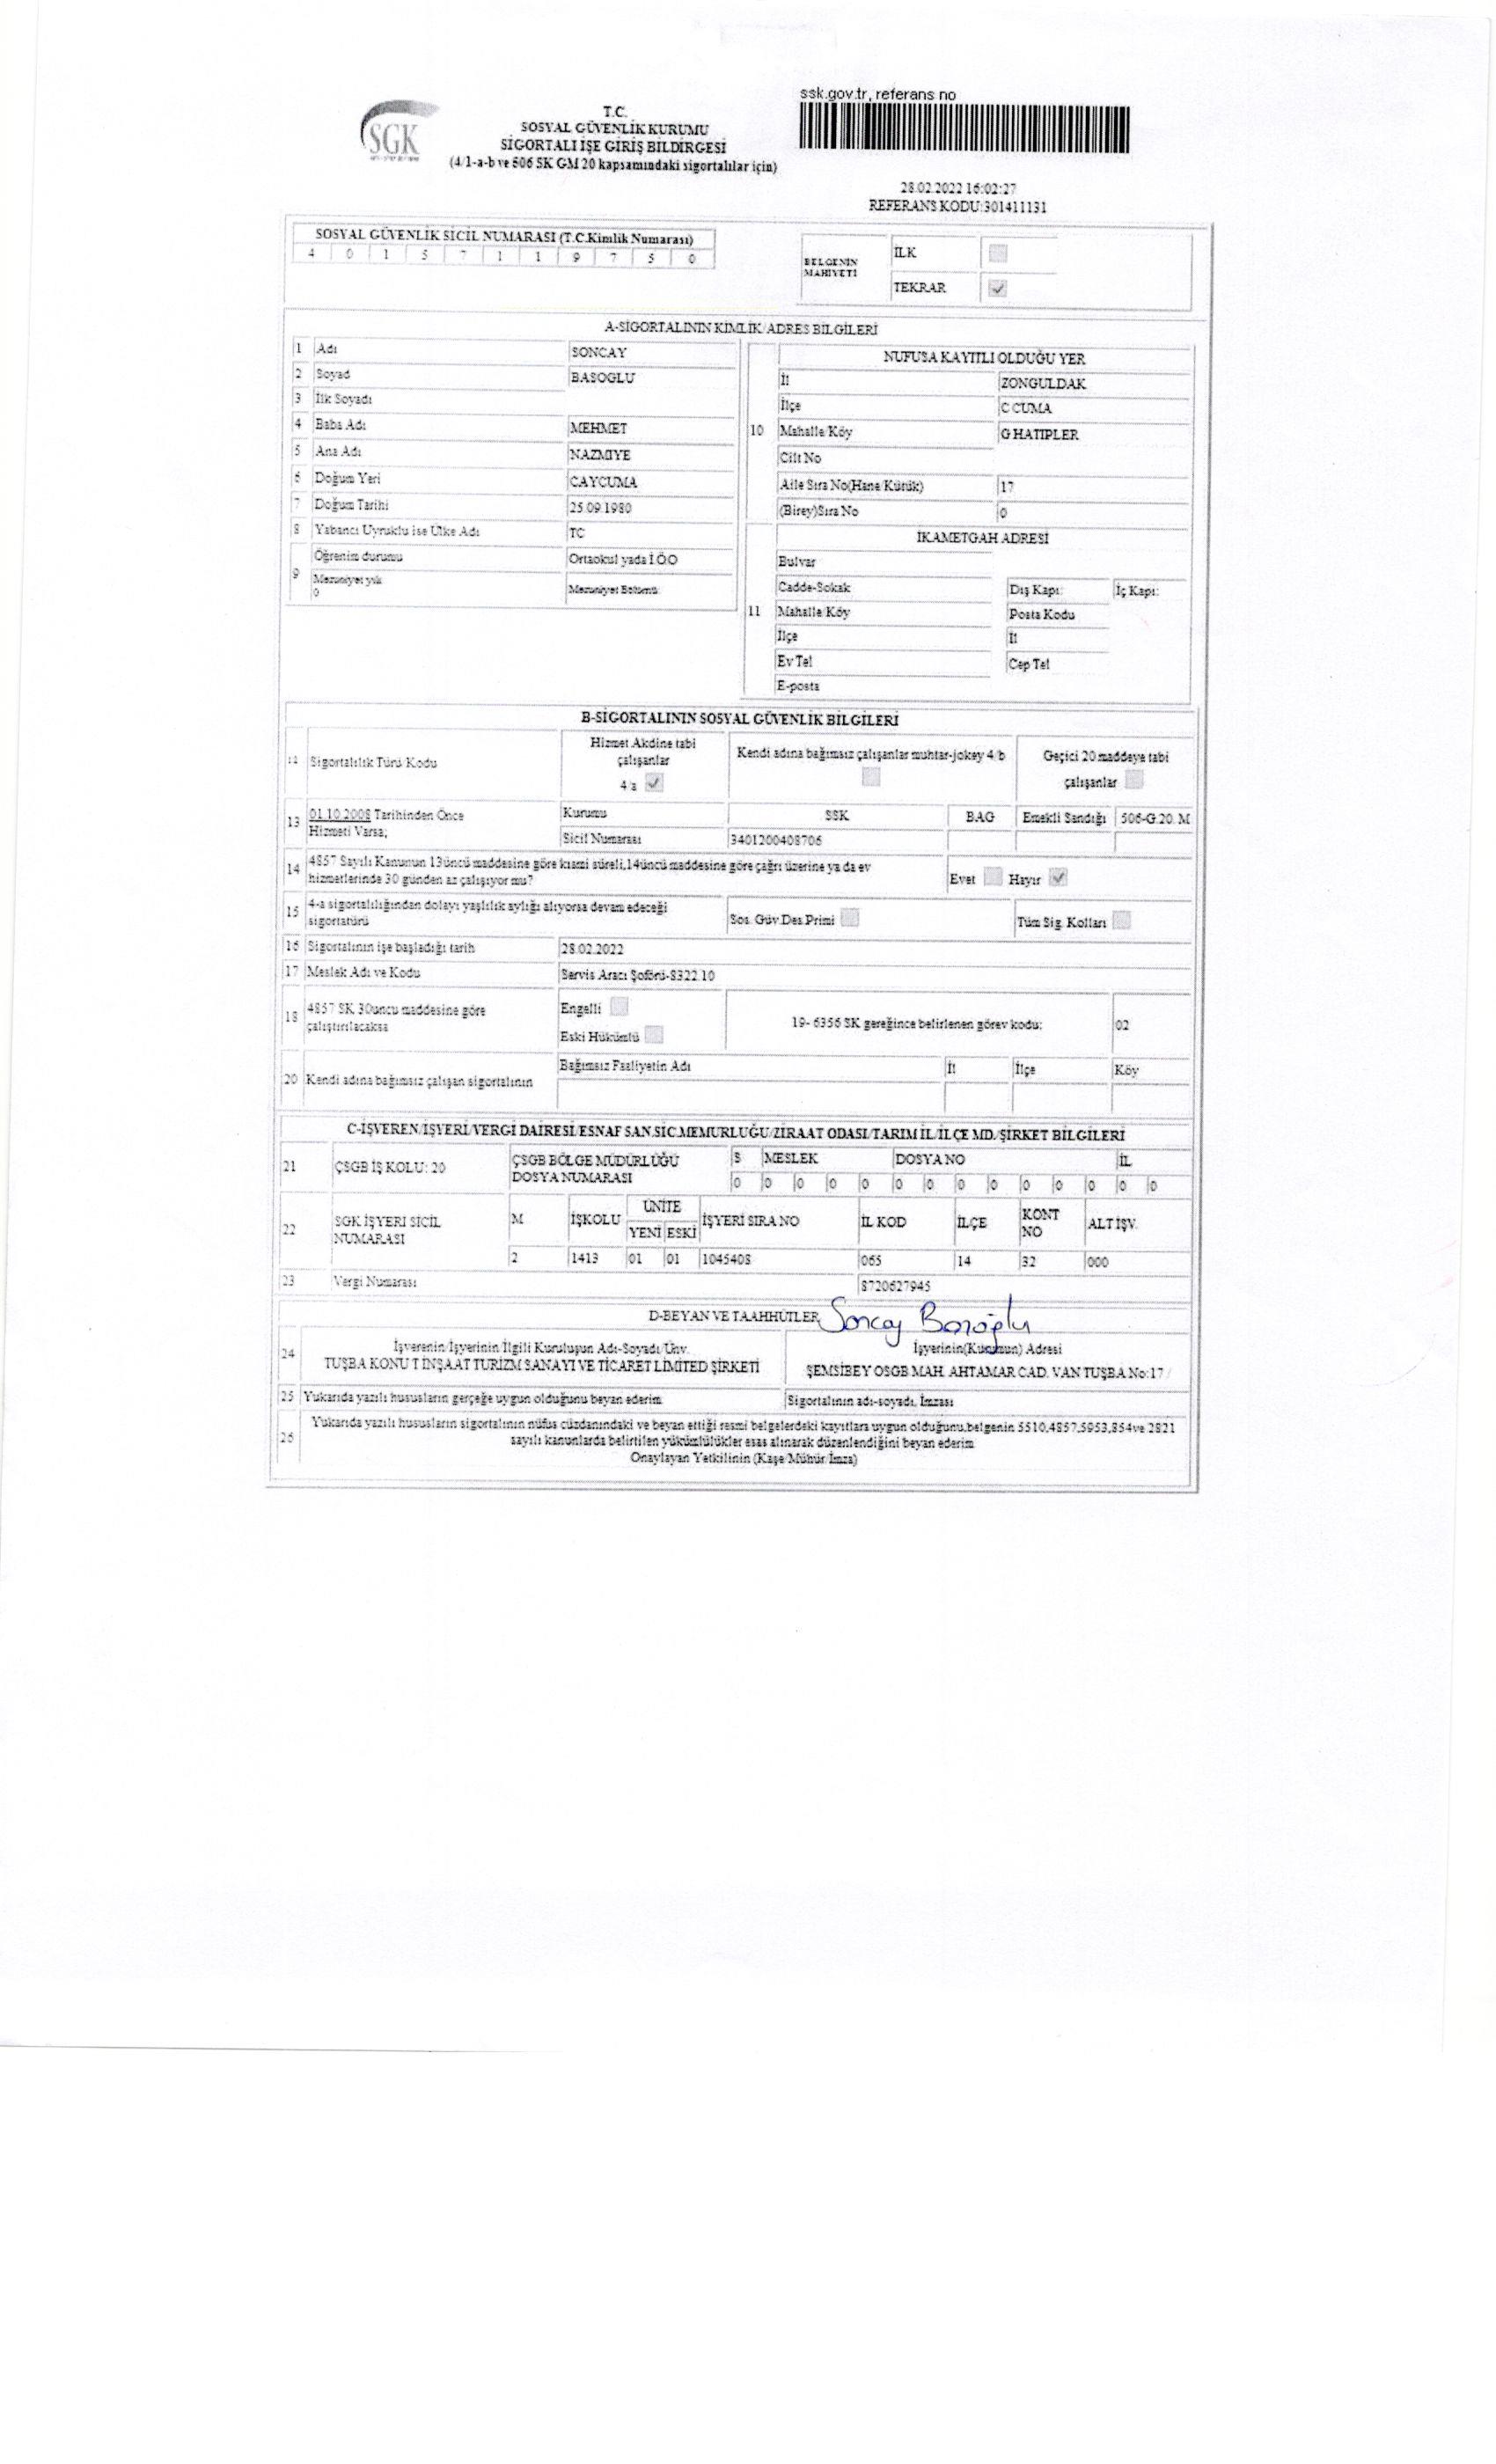 ssk.gov.tr, referans no
SGK
T.C.
SOSYAL GÜVENLİK KURUMU
SİGORTALI İŞE GİRİŞ BİLDİRGESİ
(4/1-a-b ve 506 SK GM 20 kapsamındaki sigortalılar için)
28.02.2022 16:02:27
REFERANS KODU:301411131
SOSYAL GÜVENLİK SİCİL NUMARASI (T.C.Kimlik Numarası)
4 0 1 5 7 1 1 9 7 5 0
BELGENİN MAHİYETİ
İLK
TEKRAR ✓
A-SİGORTALININ KİMLİK/ADRES BİLGİLERİ
1 Adı SONCAY
2 Soyad BASOGLU
3 İlk Soyadı
4 Baba Adı MEHMET
5 Ana Adı NAZMIYE
6 Doğum Yeri CAYCUMA
7 Doğum Tarihi 25.09.1980
8 Yabancı Uyruklu ise Ülke Adı TC
9 Öğrenim durumu Ortaokul yada İ.Ö.O
Mezuniyet yılı 0 Mezuniyet Bölümü
10 NUFUSA KAYITLI OLDUĞU YER
İl ZONGULDAK
İlçe C CUMA
Mahalle/Köy G HATIPLER
Cilt No
Aile Sıra No(Hane/Kütük) 17
(Birey)Sıra No 0
11 İKAMETGAH ADRESİ
Bulvar
Cadde-Sokak Dış Kapı: İç Kapı:
Mahalle/Köy Posta Kodu
İlçe İl
Ev Tel Cep Tel
E-posta
B-SİGORTALININ SOSYAL GÜVENLİK BİLGİLERİ
12 Sigortalılık Türü Kodu
Hizmet Akdine tabi çalışanlar 4/a ✓
Kendi adına bağımsız çalışanlar muhtar-jokey 4/b
Geçici 20 maddeye tabi çalışanlar
13 01.10.2008 Tarihinden Önce Hizmeti Varsa;
Kurumu SSK BAG Emekli Sandığı 506-G.20. M
Sicil Numarası 3401200408706
14 4857 Sayılı Kanunun 13üncü maddesine göre kısmi süreli,14üncü maddesine göre çağrı üzerine ya da ev
hizmetlerinde 30 günden az çalışıyor mu? Evet Hayır ✓
15 4-a sigortalılığından dolayı yaşlılık aylığı alıyorsa devam edeceği
sigortatürü Sos. Güv.Des.Primi Tüm Sig. Kolları
16 Sigortalının işe başladığı tarih 28.02.2022
17 Meslek Adı ve Kodu Servis Aracı Şoförü-8322.10
18 4857 SK 30uncu maddesine göre çalıştırılacaksa
Engelli
Eski Hükümlü
19- 6356 SK gereğince belirlenen görev kodu: 02
20 Kendi adına bağımsız çalışan sigortalının
Bağımsız Faaliyetin Adı İl İlçe Köy
C-İŞVEREN/İŞYERİ/VERGİ DAİRESİ/ESNAF SAN.SİC.MEMURLUĞU/ZİRAAT ODASI/TARIM İL/İLÇE MD./ŞİRKET BİLGİLERİ
21 ÇSGB İŞ KOLU: 20 ÇSGB BÖLGE MÜDÜRLÜĞÜ DOSYA NUMARASI
S MESLEK DOSYA NO İL
0 0 0 0 0 0 0 0 0 0 0 0 0 0
22 SGK İŞYERİ SİCİL NUMARASI
M İŞKOLU ÜNİTE YENİ ESKİ İŞYERİ SIRA NO İL KOD İLÇE KONT NO ALT İŞV.
2 1413 01 01 1045408 065 14 32 000
23 Vergi Numarası 8720627945
D-BEYAN VE TAAHHÜTLER
Soncay Başoğlu
24 İşverenin/İşyerinin/İlgili Kuruluşun Adı-Soyadı/Ünv.
TUŞBA KONU T İNŞAAT TURİZM SANAYI VE TİCARET LİMİTED ŞİRKETİ
İşyerinin(Kurumun) Adresi
ŞEMSİBEY OSGB MAH. AHTAMAR CAD. VAN TUŞBA No:17 /
25 Yukarıda yazılı hususların gerçeğe uygun olduğunu beyan ederim. Sigortalının adı-soyadı, İmzası
26 Yukarıda yazılı hususların sigortalının nüfus cüzdanındaki ve beyan ettiği resmi belgelerdeki kayıtlara uygun olduğunu,belgenin 5510,4857,5953,854ve 2821
sayılı kanunlarda belirtilen yükümlülükler esas alınarak düzenlendiğini beyan ederim
Onaylayan Yetkilinin (Kaşe/Mühür/İmza)